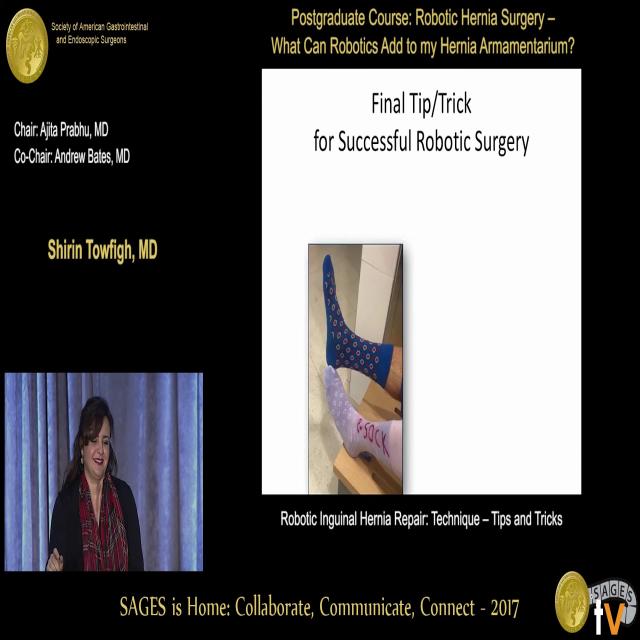 Society of American Gastrointestinal
and Endoscopic Surgeons
Postgraduate Course: Robotic Hernia Surgery –
What Can Robotics Add to my Hernia Armamentarium?
Chair: Ajita Prabhu, MD
Co-Chair: Andrew Bates, MD
Shirin Towfigh, MD
Final Tip/Trick
for Successful Robotic Surgery
Robotic Inguinal Hernia Repair: Technique – Tips and Tricks
SAGES is Home: Collaborate, Communicate, Connect - 2017
SAGES
tv